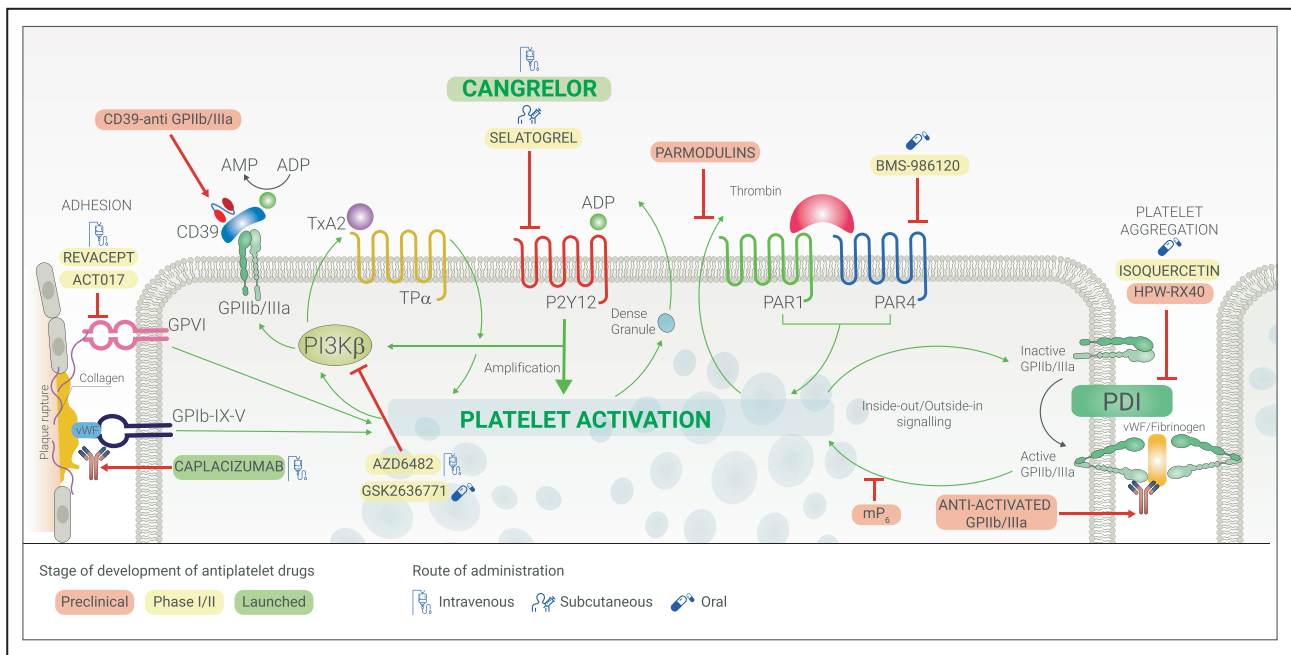 CANGRELOR
SELATOGREL
CD39-anti GPIIb/IIIa
AMP
ADP
CD39
GPIIb/IIIa
ADHESION
REVACEPT
ACT017
GPVI
Collagen
Plaque rupture
vWF
GPIb-IX-V
CAPLACIZUMAB
TxA2
TPα
PI3Kβ
AZD6482
GSK2636771
ADP
P2Y12
Amplification
Dense
Granule
PLATELET ACTIVATION
PARMODULINS
Thrombin
BMS-986120
PAR1
PAR4
Inside-out/Outside-in
signalling
mP₆
PLATELET
AGGREGATION
ISOQUERCETIN
HPW-RX40
Inactive
GPIIb/IIIa
PDI
vWF/Fibrinogen
Active
GPIIb/IIIa
ANTI-ACTIVATED
GPIIb/IIIa
Stage of development of antiplatelet drugs
Preclinical
Phase I/II
Launched
Route of administration
Intravenous
Subcutaneous
Oral